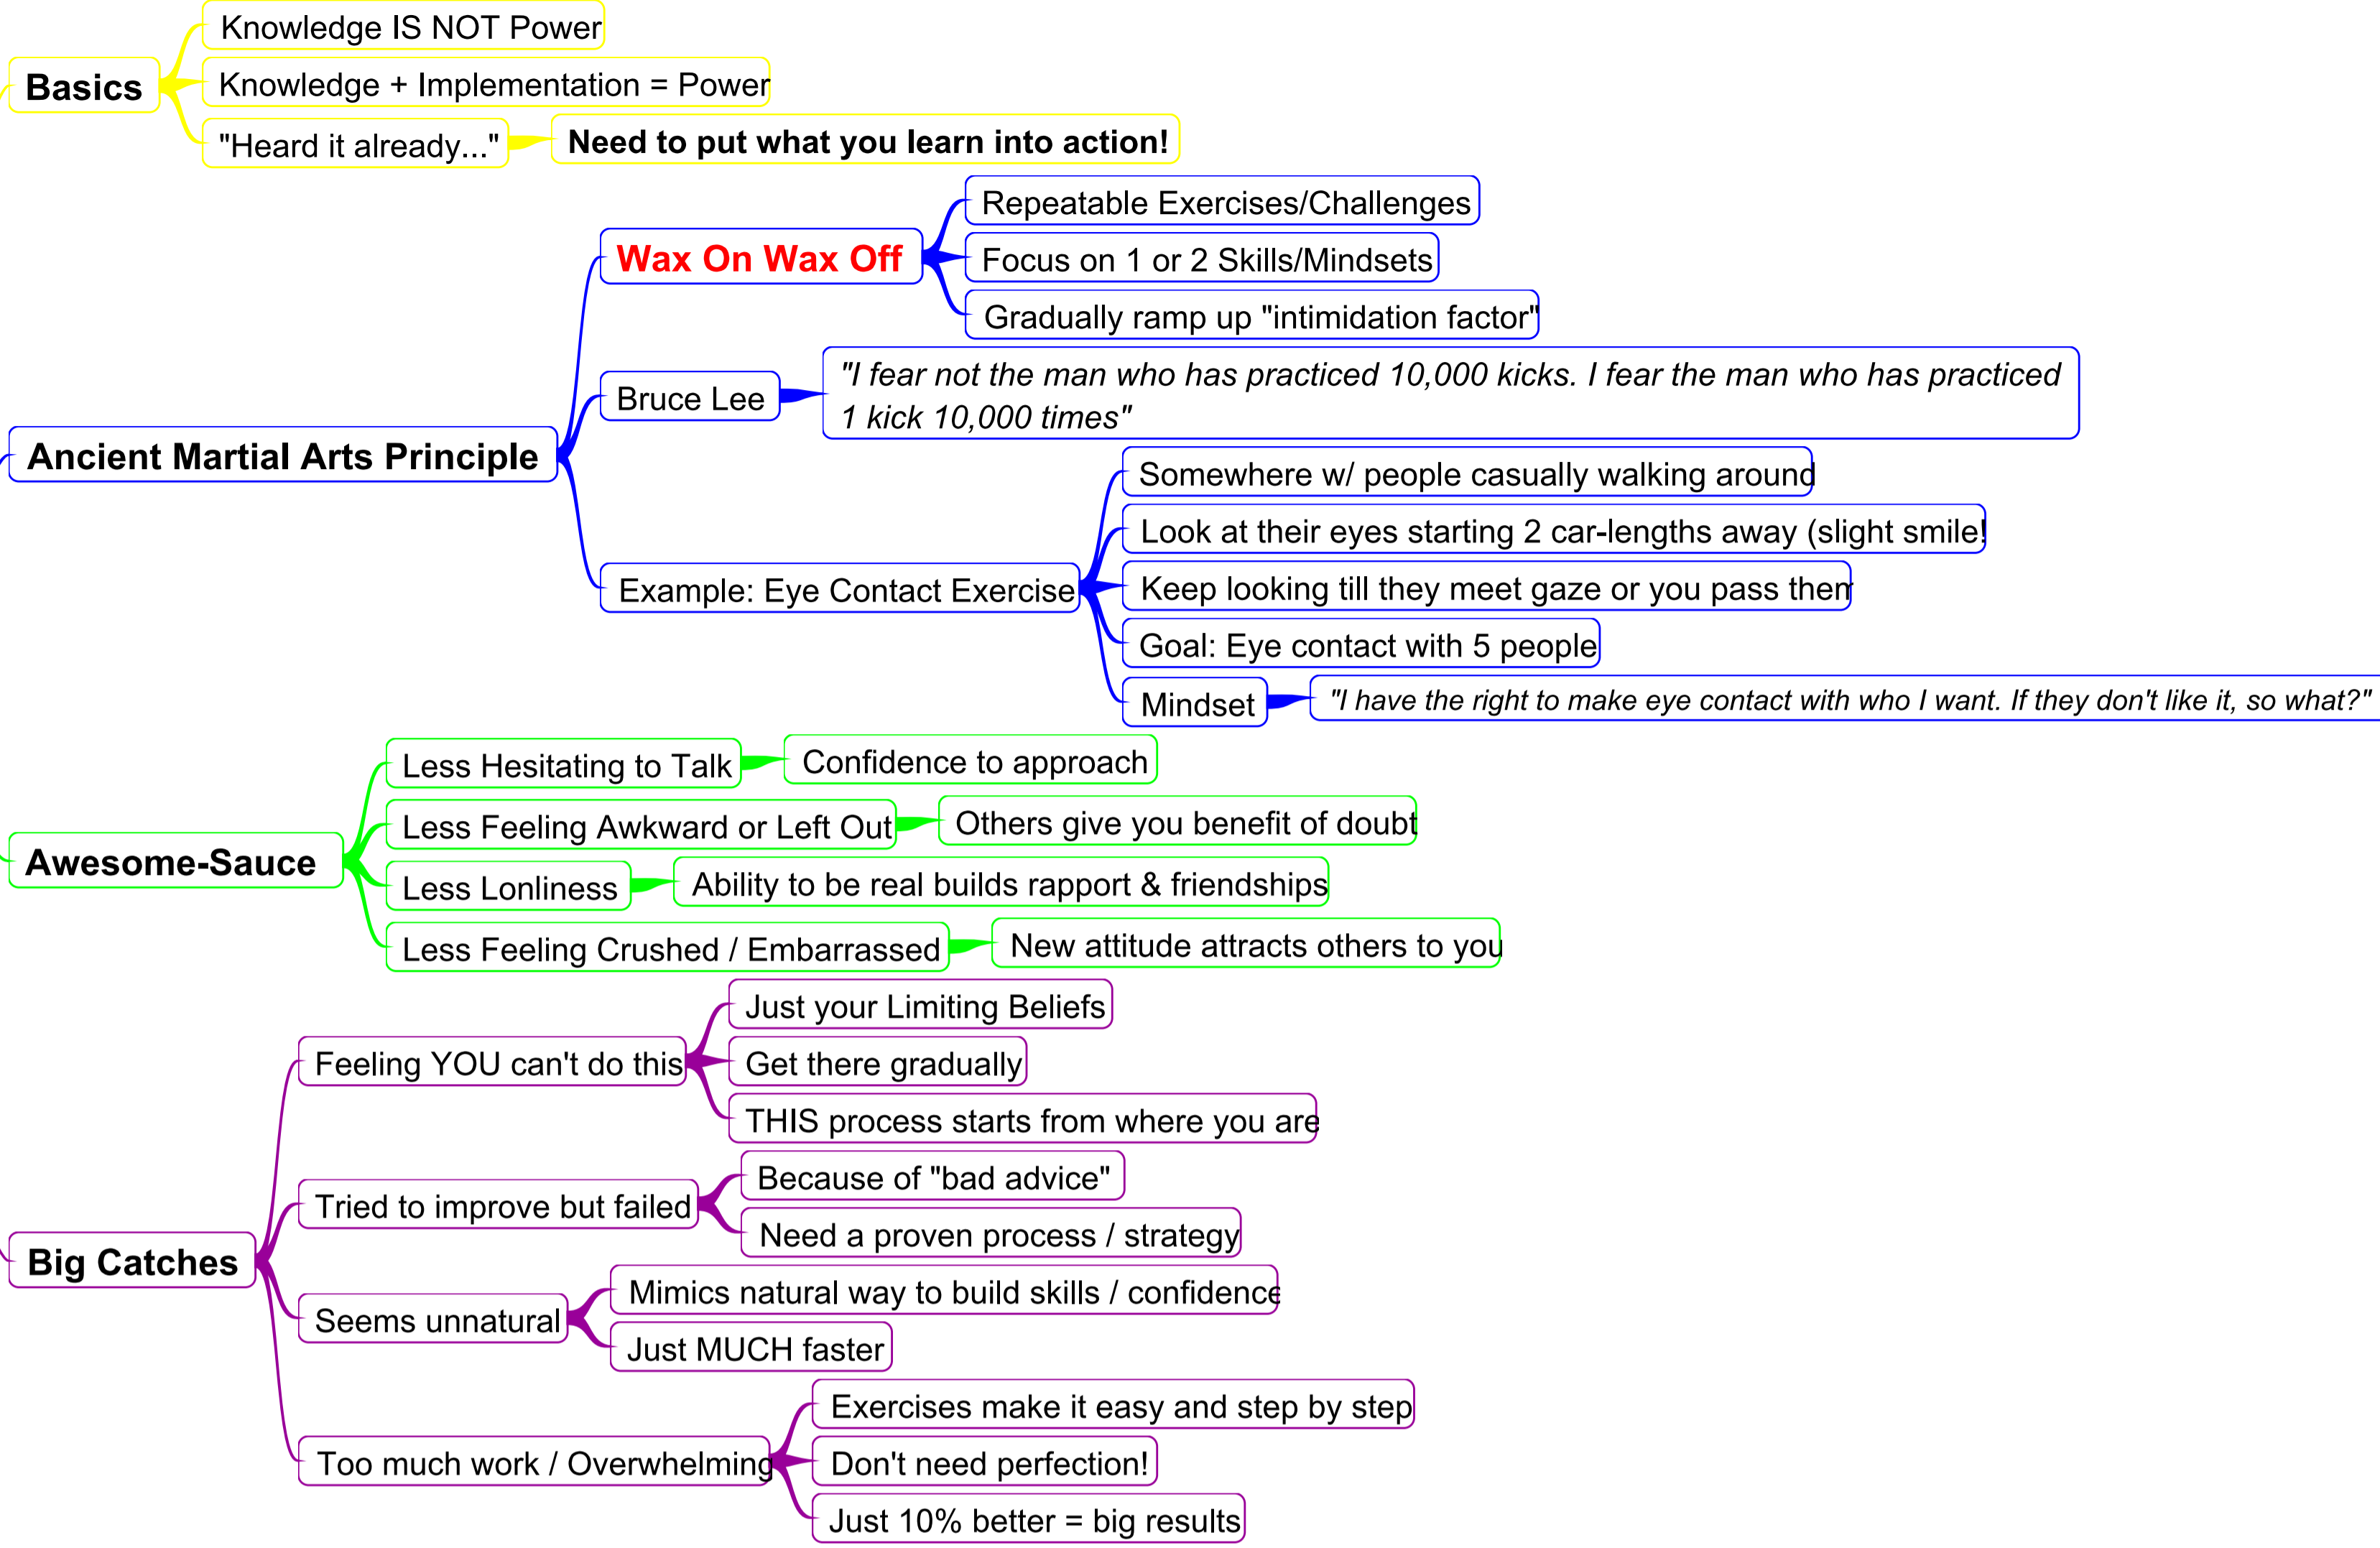 Basics
Knowledge IS NOT Power
Knowledge + Implementation = Power
"Heard it already..."
Need to put what you learn into action!
Ancient Martial Arts Principle
Wax On Wax Off
Repeatable Exercises/Challenges
Focus on 1 or 2 Skills/Mindsets
Gradually ramp up "intimidation factor"
Bruce Lee
"I fear not the man who has practiced 10,000 kicks. I fear the man who has practiced
1 kick 10,000 times"
Example: Eye Contact Exercise
Somewhere w/ people casually walking around
Look at their eyes starting 2 car-lengths away (slight smile!
Keep looking till they meet gaze or you pass them
Goal: Eye contact with 5 people
Mindset
"I have the right to make eye contact with who I want. If they don't like it, so what?"
Awesome-Sauce
Less Hesitating to Talk
Confidence to approach
Less Feeling Awkward or Left Out
Others give you benefit of doubt
Less Lonliness
Ability to be real builds rapport & friendships
Less Feeling Crushed / Embarrassed
New attitude attracts others to you
Big Catches
Feeling YOU can't do this
Just your Limiting Beliefs
Get there gradually
THIS process starts from where you are
Tried to improve but failed
Because of "bad advice"
Need a proven process / strategy
Seems unnatural
Mimics natural way to build skills / confidence
Just MUCH faster
Too much work / Overwhelming
Exercises make it easy and step by step
Don't need perfection!
Just 10% better = big results